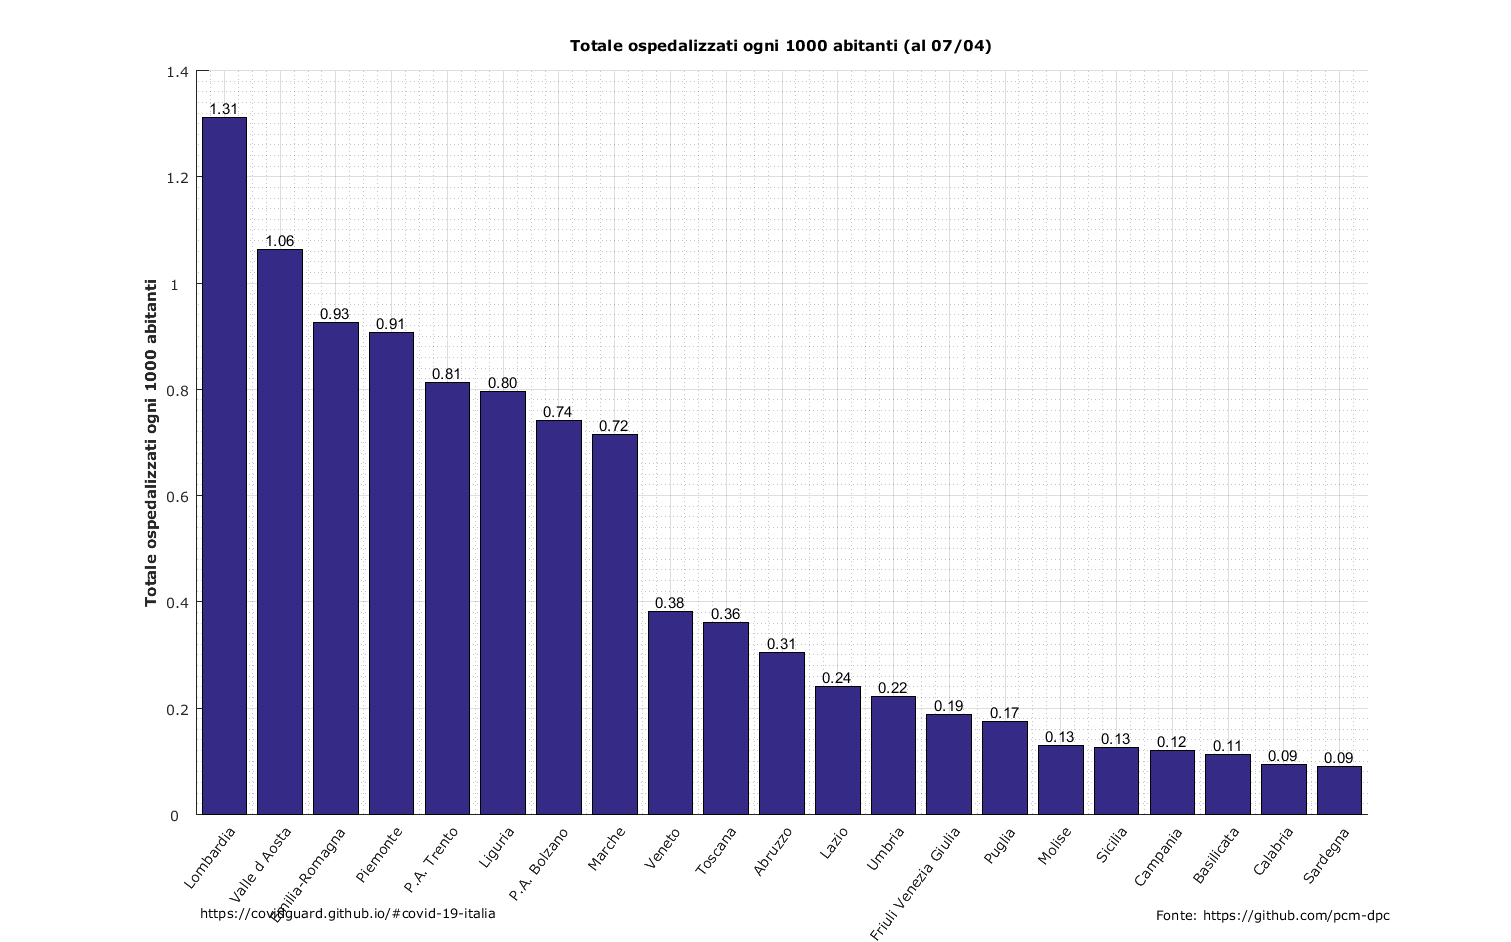 Totale ospedalizzati ogni 1000 abitanti (al 07/04)
Totale ospedalizzati ogni 1000 abitanti
1.4
1.2
1
0.8
0.6
0.4
0.2
0
1.31
1.06
0.93
0.91
0.81
0.80
0.74
0.72
0.38
0.36
0.31
0.24
0.22
0.19
0.17
0.13
0.13
0.12
0.11
0.09
0.09
Lombardia
Valle d Aosta
Emilia-Romagna
Piemonte
P.A. Trento
Liguria
P.A. Bolzano
Marche
Veneto
Toscana
Abruzzo
Lazio
Umbria
Friuli Venezia Giulia
Puglia
Molise
Sicilia
Campania
Basilicata
Calabria
Sardegna
https://covidguard.github.io/#covid-19-italia
Fonte: https://github.com/pcm-dpc